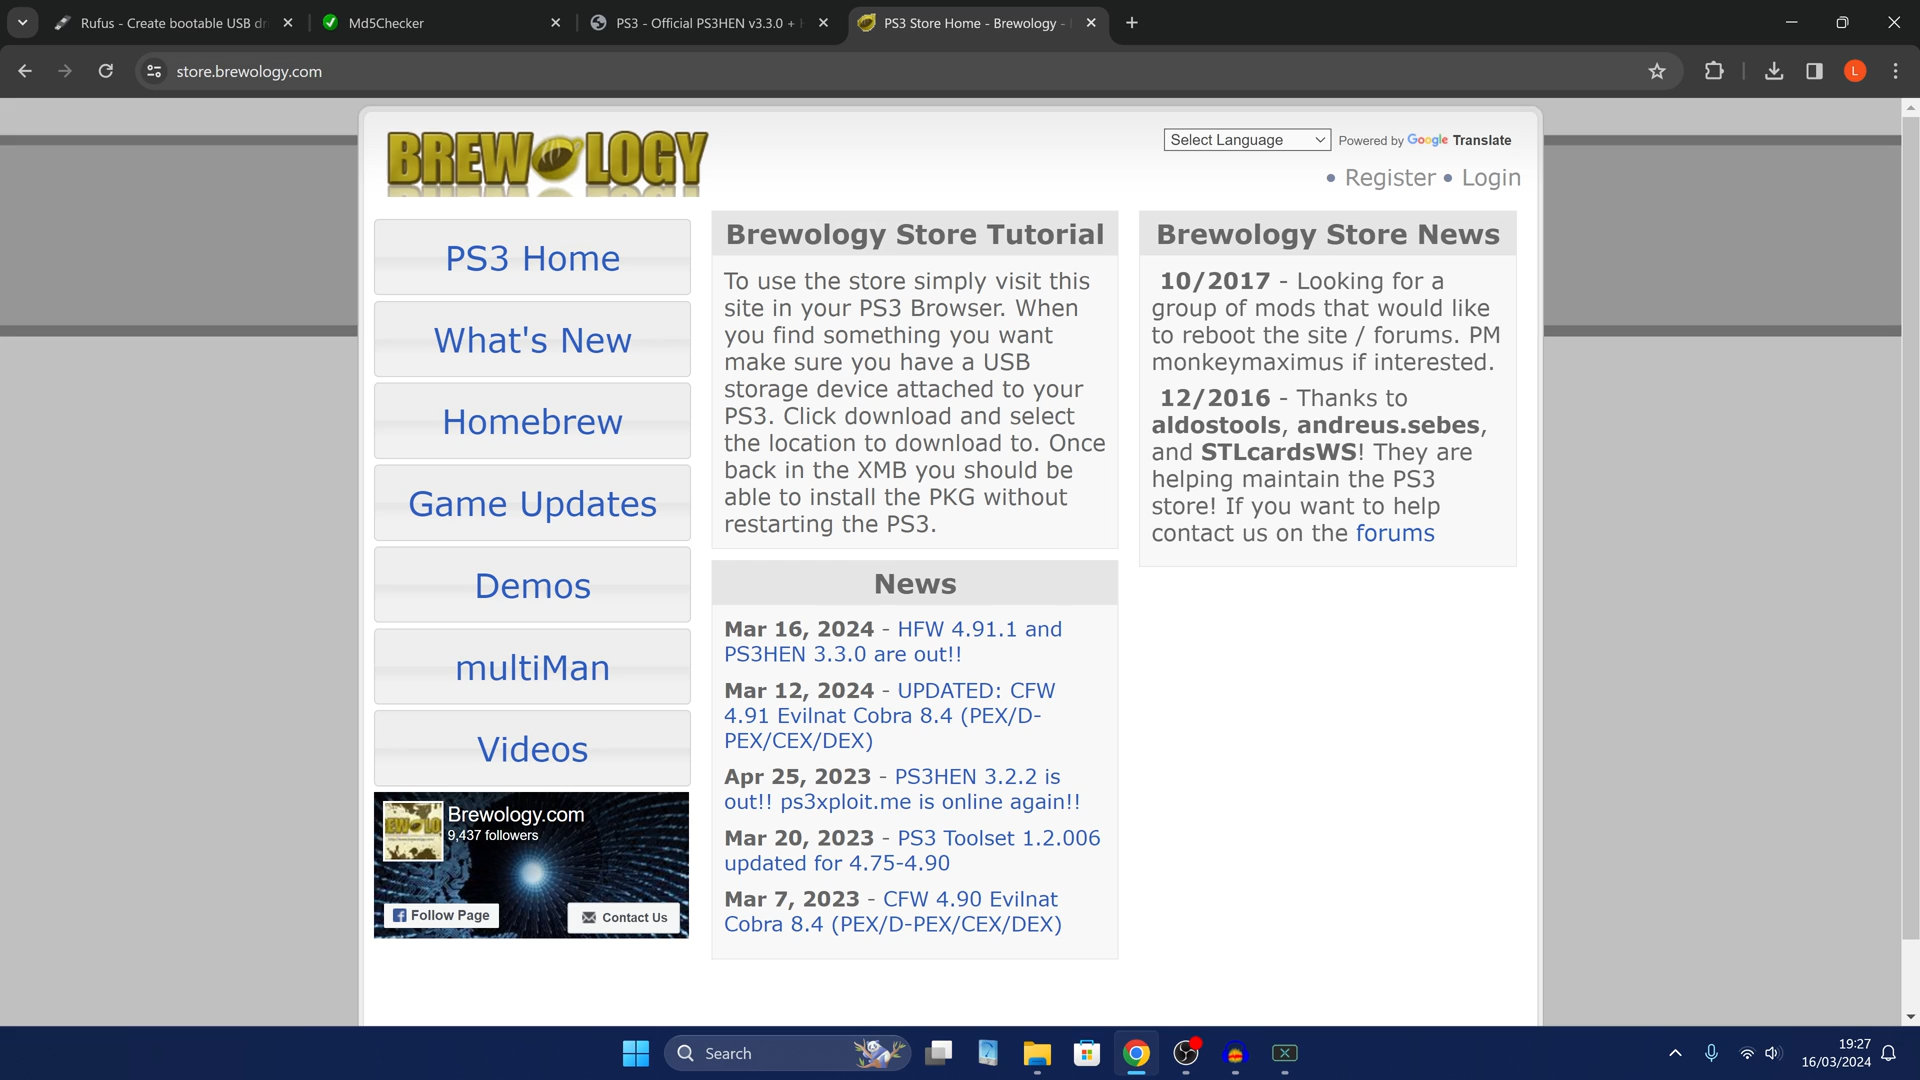 Rufus - Create bootable USB dr
Md5Checker
PS3 - Official PS3HEN v3.3.0 +
PS3 Store Home - Brewology -
store.brewology.com
L
BREWOLOGY
Select Language
Powered by Google Translate
• Register • Login
PS3 Home
What's New
Homebrew
Game Updates
Demos
multiMan
Videos
Brewology.com
9,437 followers
Follow Page
Contact Us
Brewology Store Tutorial
To use the store simply visit this
site in your PS3 Browser. When
you find something you want
make sure you have a USB
storage device attached to your
PS3. Click download and select
the location to download to. Once
back in the XMB you should be
able to install the PKG without
restarting the PS3.
News
Mar 16, 2024 - HFW 4.91.1 and
PS3HEN 3.3.0 are out!!
Mar 12, 2024 - UPDATED: CFW
4.91 Evilnat Cobra 8.4 (PEX/D-
PEX/CEX/DEX)
Apr 25, 2023 - PS3HEN 3.2.2 is
out!! ps3xploit.me is online again!!
Mar 20, 2023 - PS3 Toolset 1.2.006
updated for 4.75-4.90
Mar 7, 2023 - CFW 4.90 Evilnat
Cobra 8.4 (PEX/D-PEX/CEX/DEX)
Brewology Store News
10/2017 - Looking for a
group of mods that would like
to reboot the site / forums. PM
monkeymaximus if interested.
12/2016 - Thanks to
aldostools, andreus.sebes,
and STLcardsWS! They are
helping maintain the PS3
store! If you want to help
contact us on the forums
Search
19:27
16/03/2024